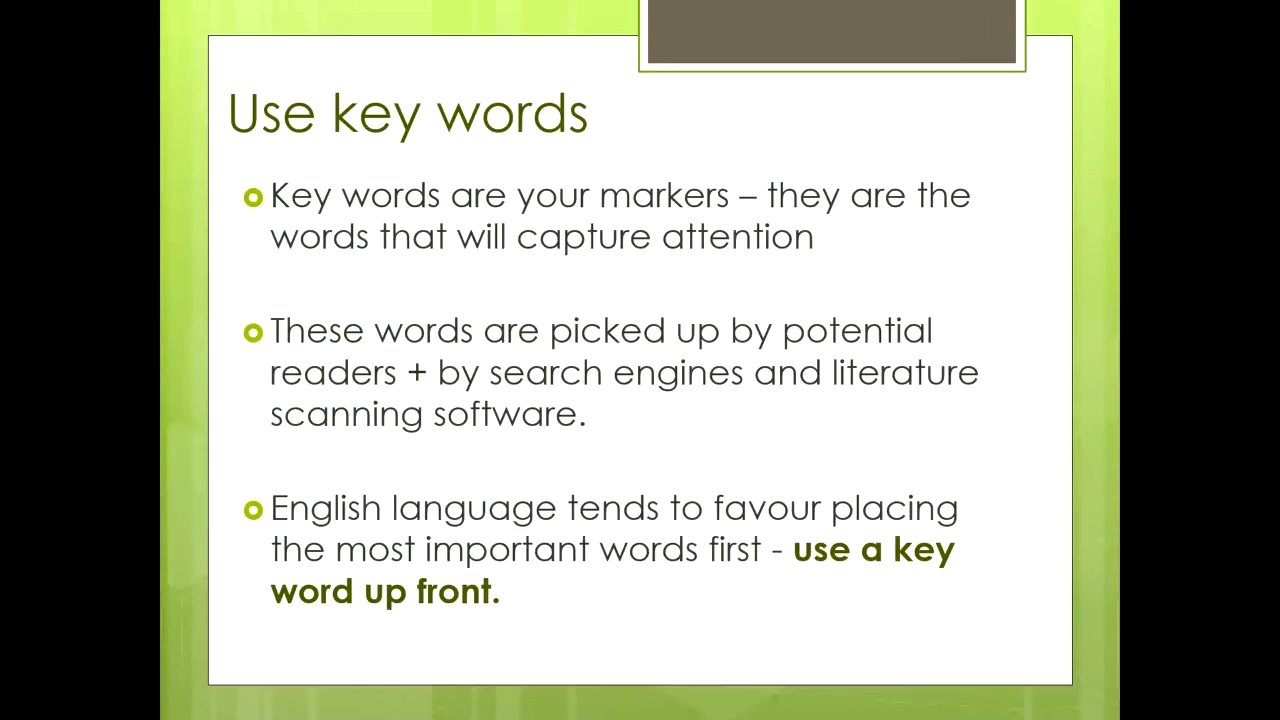 Use key words
Key words are your markers – they are the
words that will capture attention
These words are picked up by potential
readers + by search engines and literature
scanning software.
English language tends to favour placing
the most important words first - use a key
word up front.